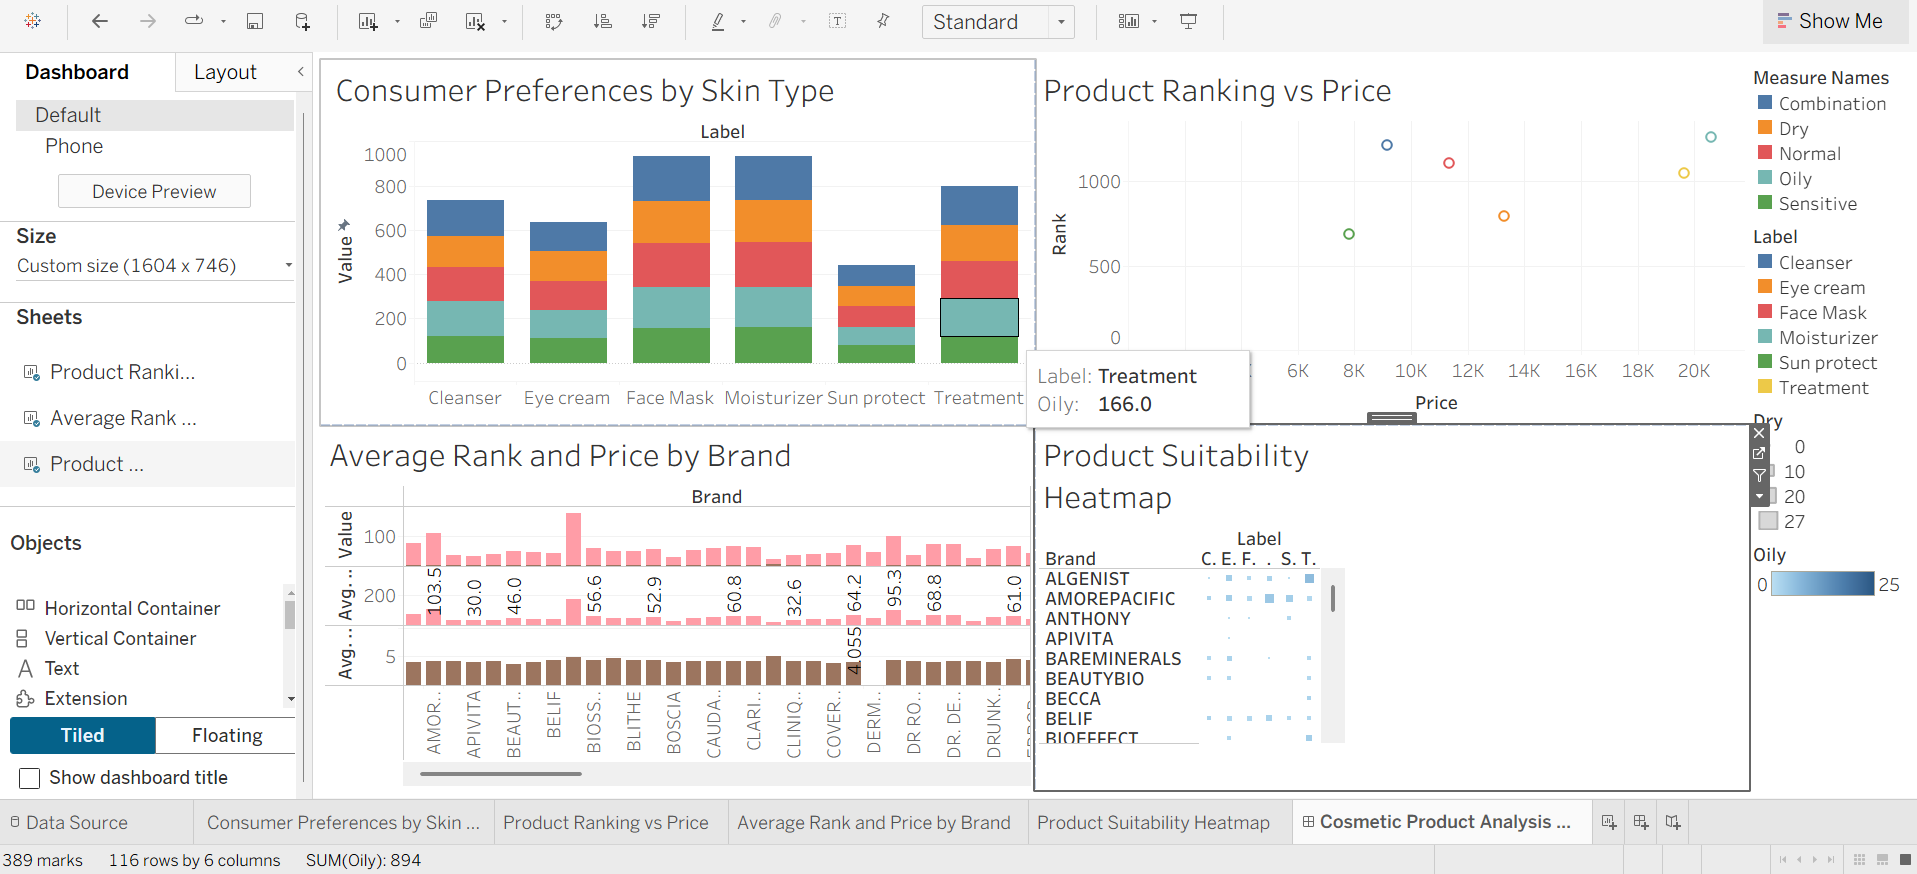 Standard
Show Me
Dashboard
Layout
Default
Phone
Device Preview
Size
Custom size (1604 x 746)
Sheets
Product Ranki...
Average Rank ...
Product ...
Objects
Horizontal Container
Vertical Container
Text
Extension
Tiled
Floating
Show dashboard title
Consumer Preferences by Skin Type
Label
Value
1000
800
600
400
200
0
Cleanser Eye cream Face Mask Moisturizer Sun protect Treatment
Product Ranking vs Price
Rank
1000
500
0
6K 8K 10K 12K 14K 16K 18K 20K
Price
Label: Treatment
Oily: 166.0
Measure Names
Combination
Dry
Normal
Oily
Sensitive
Label
Cleanser
Eye cream
Face Mask
Moisturizer
Sun protect
Treatment
Dry
0
10
20
27
Oily
0 25
Average Rank and Price by Brand
Brand
Value
100
Avg...
200
103.5 30.0 46.0 56.6 52.9 60.8 32.6 64.2 95.3 68.8 61.0
Avg...
5
4.055
AMOR.. APIVITA BEAUT.. BELIF BIOSS.. BLITHE BOSCIA CAUDA.. CLARI.. CLINIQ.. COVER.. DERM.. DR RO.. DR. DE.. DRUNK..
Product Suitability
Heatmap
Label
Brand C. E. F. . S. T.
ALGENIST
AMOREPACIFIC
ANTHONY
APIVITA
BAREMINERALS
BEAUTYBIO
BECCA
BELIF
BIOEFFECT
Data Source
Consumer Preferences by Skin ...
Product Ranking vs Price
Average Rank and Price by Brand
Product Suitability Heatmap
Cosmetic Product Analysis ...
389 marks 116 rows by 6 columns SUM(Oily): 894